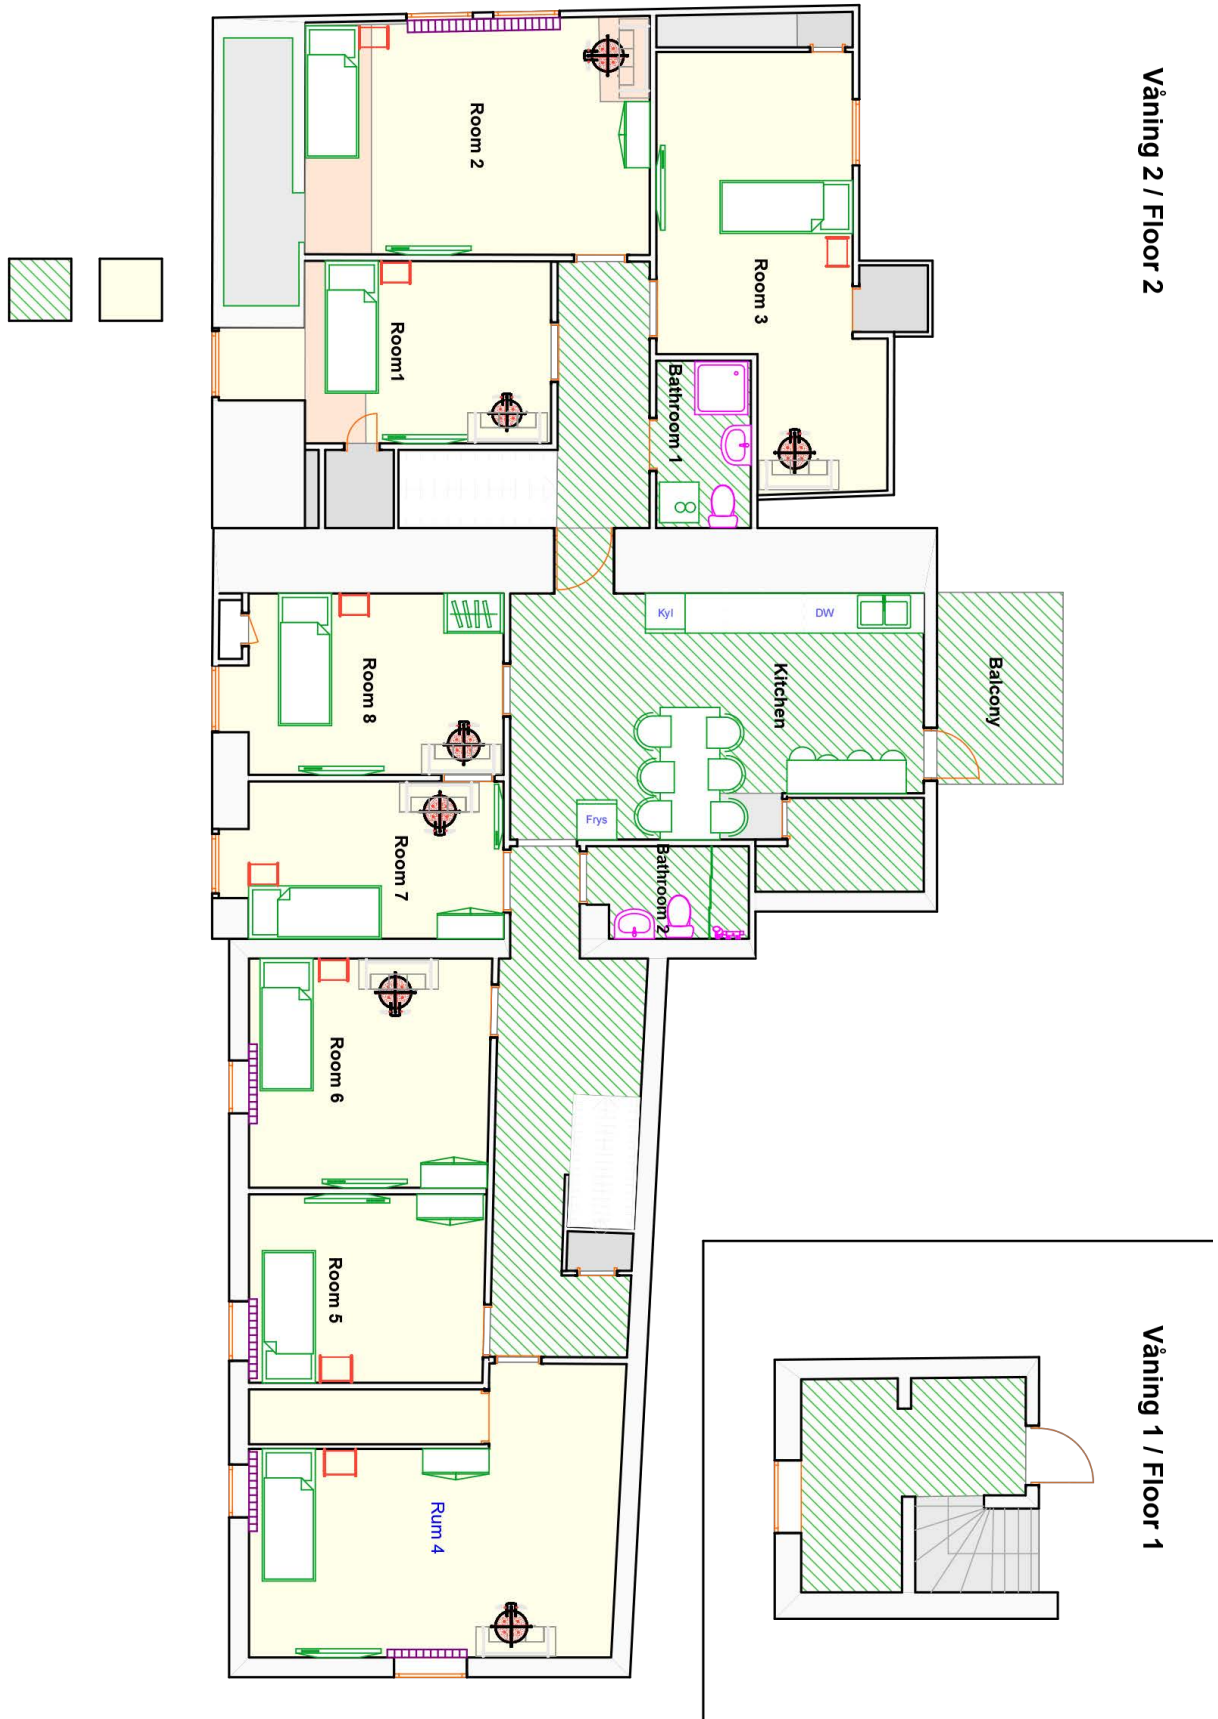 Våning 2 / Floor 2
Room 2
Room 3
Room1
Bathroom 1
Kyl
DW
Kitchen
Balcony
Room 8
Frys
Room 7
Bathroom 2
Room 6
Room 5
Rum 4
Våning 1 / Floor 1